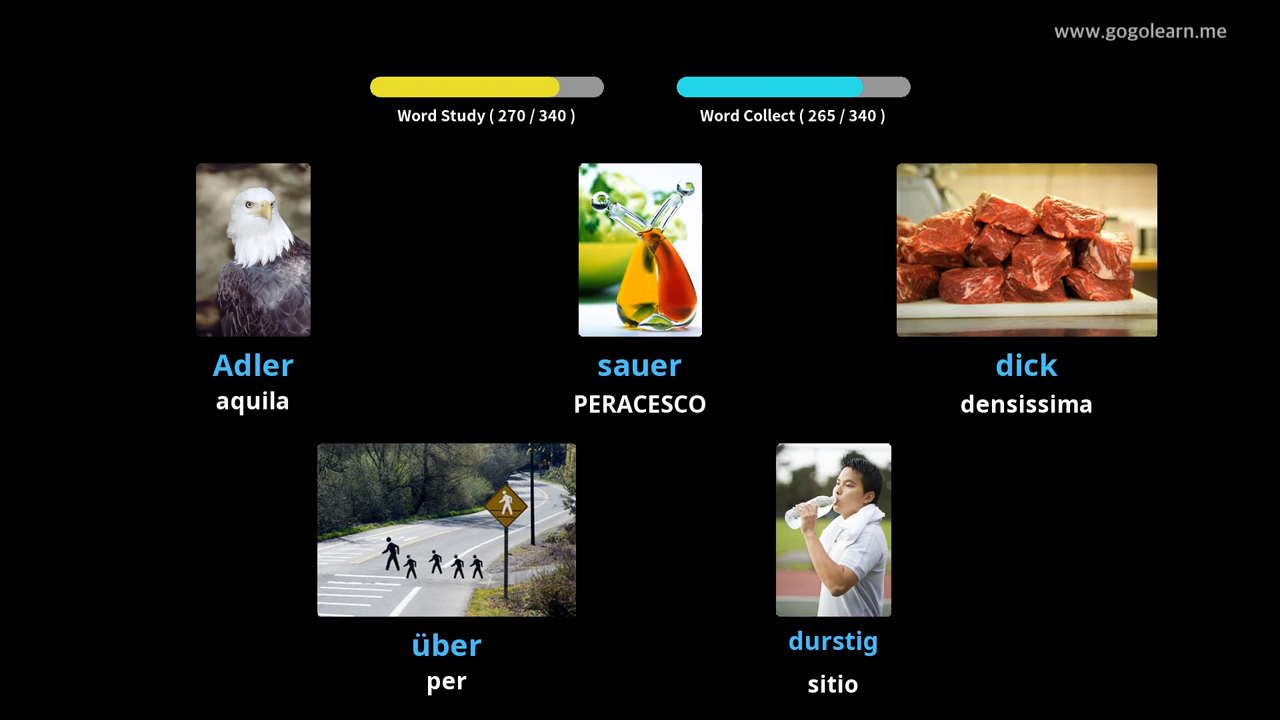 www.gogolearn.me
Word Study ( 270 / 340 )
Word Collect ( 265 / 340 )
Adler
aquila
sauer
PERACESCO
dick
densissima
über
per
durstig
sitio